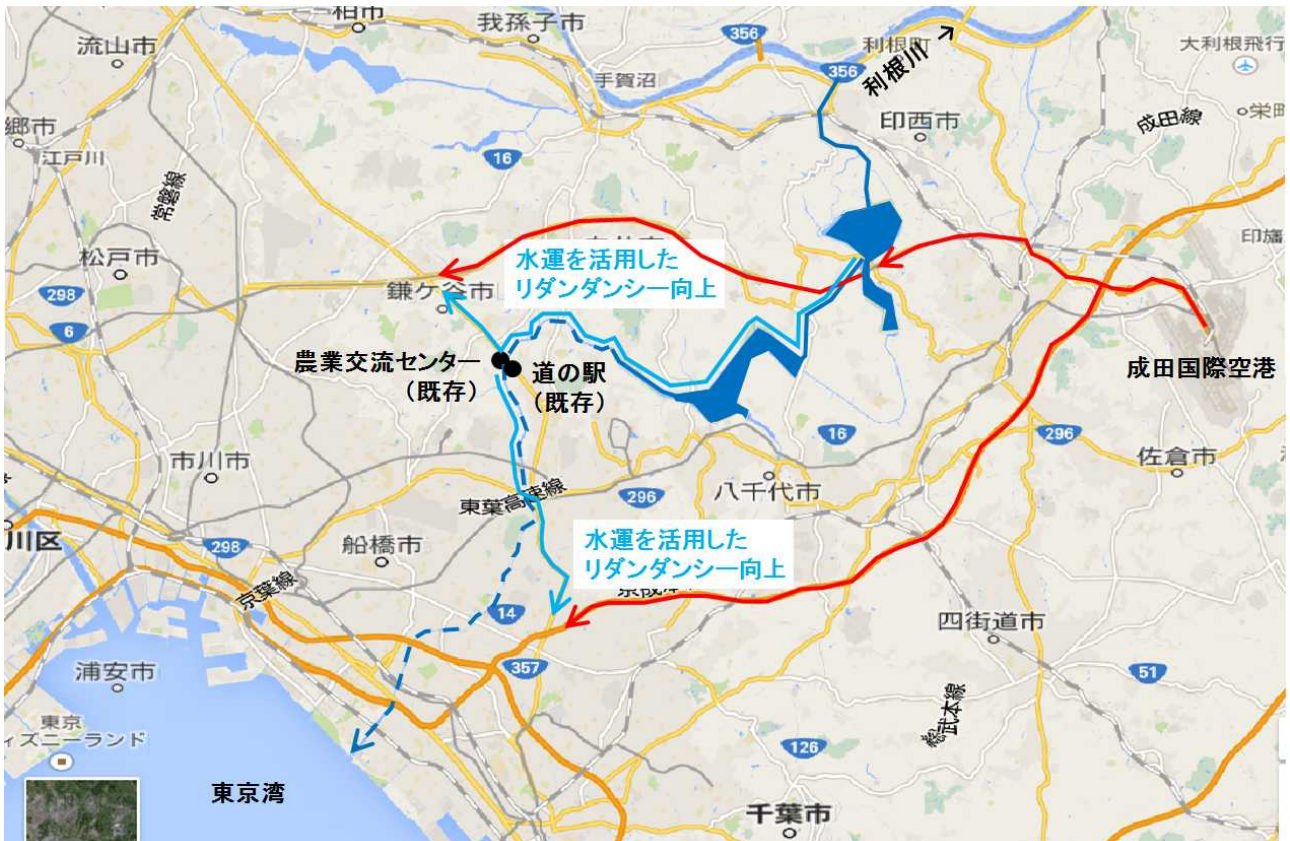 柏市
我孫子市
流山市
356
利根町
大利根飛行
手賀沼
356
利根川
郷市
江戸川
常磐線
16
印西市
成田線
栄町
松戸市
298
6
水運を活用した
リダンダンシー向上
鎌ケ谷市
印旛
農業交流センター
(既存)
道の駅
(既存)
成田国際空港
16
296
佐倉市
市川市
東葉高速線
296
八千代市
川区
298
船橋市
水運を活用した
リダンダンシー向上
京葉線
14
四街道市
357
51
浦安市
総武本線
東京
ィズニーランド
126
東京湾
千葉市